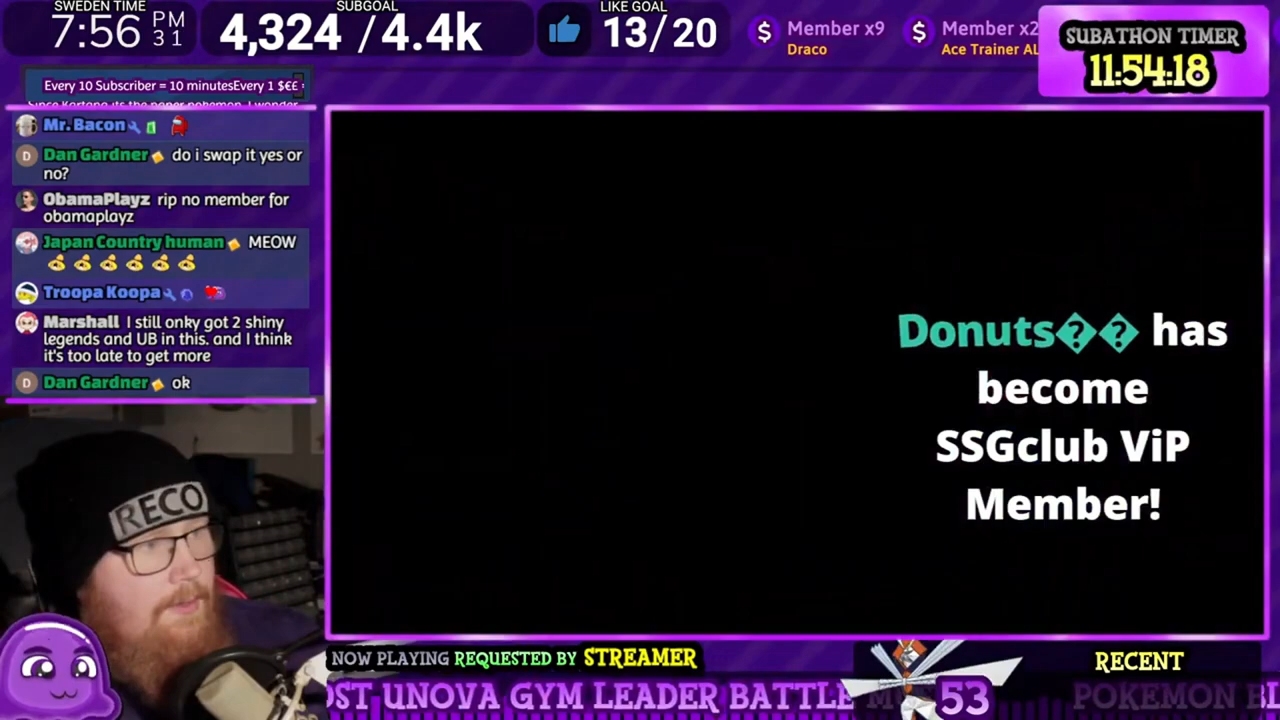 SWEDEN TIME
7:56 PM 31
SUBGOAL
4,324 /4.4k
LIKE GOAL
13/20
$ Member x9
Draco
$ Member x2
Ace Trainer AL
SUBATHON TIMER
11:54:18
Every 10 Subscriber = 10 minutesEvery 1 $€£ =
Mr. Bacon
Dan Gardner do i swap it yes or
no?
ObamaPlayz rip no member for
obamaplayz
Japan Country human MEOW
Troopa Koopa
Marshall I still onky got 2 shiny
legends and UB in this. and I think
it's too late to get more
Dan Gardner ok
Donuts�� has
become
SSGclub ViP
Member!
RECO
NOW PLAYING REQUESTED BY STREAMER
RECENT
OST UNOVA GYM LEADER BATTLE
53
POKEMON BL